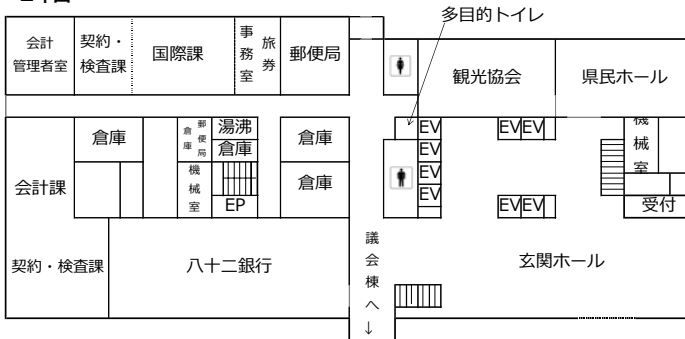 多目的トイレ
会計
管理者室
契約・
検査課
国際課
事務室
旅券
郵便局
観光協会
県民ホール
倉庫
郵便局
倉庫
湯沸
倉庫
倉庫
EV
EVEV
機械室
EV
EV
EV
会計課
機械室
EP
倉庫
EVEV
受付
契約・検査課
八十二銀行
議会棟へ↓
玄関ホール